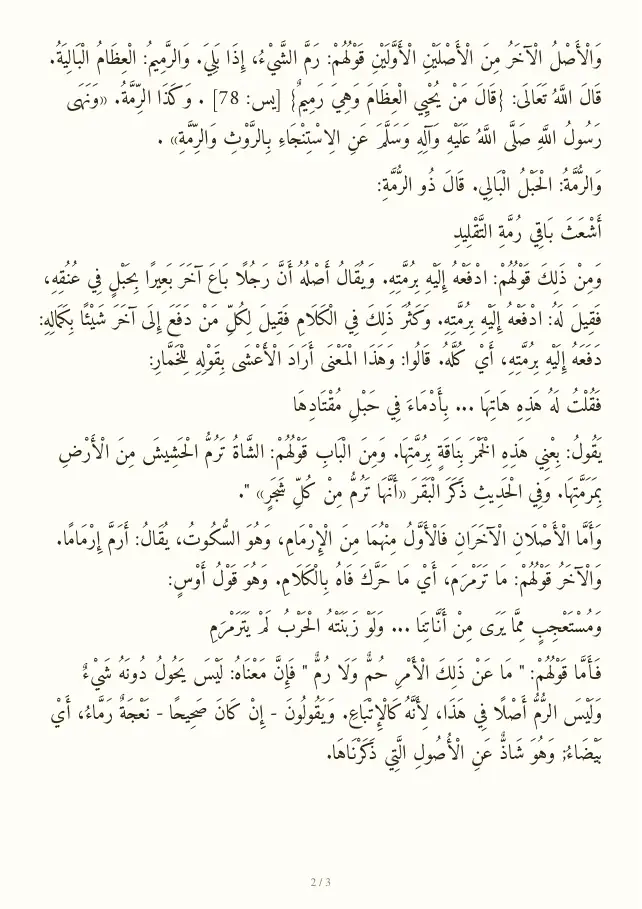 وَالْأَصْلُ الْآخَرُ مِنَ الْأَصْلَيْنِ الْأَوَّلَيْنِ قَوْلُهُمْ: رَمَّ الشَّيْءُ، إِذَا بَلِيَ. وَالرَّمِيمُ: الْعِظَامُ الْبَالِيَةُ.
قَالَ اللَّهُ تَعَالَى: {قَالَ مَنْ يُحْيِي الْعِظَامَ وَهِيَ رَمِيمٌ} [يس: 78] . وَكَذَا الرِّمَّةُ. «وَنَهَى
رَسُولُ اللَّهِ صَلَّى اللَّهُ عَلَيْهِ وَآلِهِ وَسَلَّمَ عَنِ الِاسْتِنْجَاءِ بِالرَّوْثِ وَالرِّمَّةِ» .
وَالرُّمَّةُ: الْحَبْلُ الْبَالِي. قَالَ ذُو الرُّمَّةِ:
أَشْعَثَ بَاقِي رُمَّةِ التَّقْلِيدِ
وَمِنْ ذَلِكَ قَوْلُهُمْ: ادْفَعْهُ إِلَيْهِ بِرُمَّتِهِ. وَيُقَالُ أَصْلُهُ أَنَّ رَجُلًا بَاعَ آخَرَ بَعِيرًا بِحَبْلٍ فِي عُنُقِهِ،
فَقِيلَ لَهُ: ادْفَعْهُ إِلَيْهِ بِرُمَّتِهِ. وَكَثُرَ ذَلِكَ فِي الْكَلَامِ فَقِيلَ لِكُلِّ مَنْ دَفَعَ إِلَى آخَرَ شَيْئًا بِكَمَالِهِ:
دَفَعَهُ إِلَيْهِ بِرُمَّتِهِ، أَيْ كُلَّهُ. قَالُوا: وَهَذَا الْمَعْنَى أَرَادَ الْأَعْشَى بِقَوْلِهِ لِلْخَمَّارِ:
فَقُلْتُ لَهُ هَذِهِ هَاتِهَا ... بِأَدْمَاءَ فِي حَبْلِ مُقْتَادِهَا
يَقُولُ: بِعْنِي هَذِهِ الْخَمْرَ بِنَاقَةٍ بِرُمَّتِهَا. وَمِنَ الْبَابِ قَوْلُهُمْ: الشَّاةُ تَرُمُّ الْحَشِيشَ مِنَ الْأَرْضِ
بِمَرَمَّتِهَا. وَفِي الْحَدِيثِ ذَكَرَ الْبَقَرَ «أَنَّهَا تَرُمُّ مِنْ كُلِّ شَجَرٍ» ".
وَأَمَّا الْأَصْلَانِ الْآخَرَانِ فَالْأَوَّلُ مِنْهُمَا مِنَ الْإِرْمَامِ، وَهُوَ السُّكُوتُ، يُقَالُ: أَرَمَّ إِرْمَامًا.
وَالْآخَرُ قَوْلُهُمْ: مَا تَرَمْرَمَ، أَيْ مَا حَرَّكَ فَاهُ بِالْكَلَامِ. وَهُوَ قَوْلُ أَوْسٍ:
وَمُسْتَعْجِبٍ مِمَّا يَرَى مِنْ أَنَاتِنَا ... وَلَوْ زَبَنَتْهُ الْحَرْبُ لَمْ يَتَرَمْرَمِ
فَأَمَّا قَوْلُهُمْ: " مَا عَنْ ذَلِكَ الْأَمْرِ حُمٌّ وَلَا رُمٌّ " فَإِنَّ مَعْنَاهُ: لَيْسَ يَحُولُ دُونَهُ شَيْءٌ
وَلَيْسَ الرُّمُّ أَصْلًا فِي هَذَا، لِأَنَّهُ كَالْإِتْبَاعِ. وَيَقُولُونَ - إِنْ كَانَ صَحِيحًا - نَعْجَةٌ رَمَّاءُ، أَيْ
بَيْضَاءُ; وَهُوَ شَاذٌّ عَنِ الْأُصُولِ الَّتِي ذَكَرْنَاهَا.
2 / 3